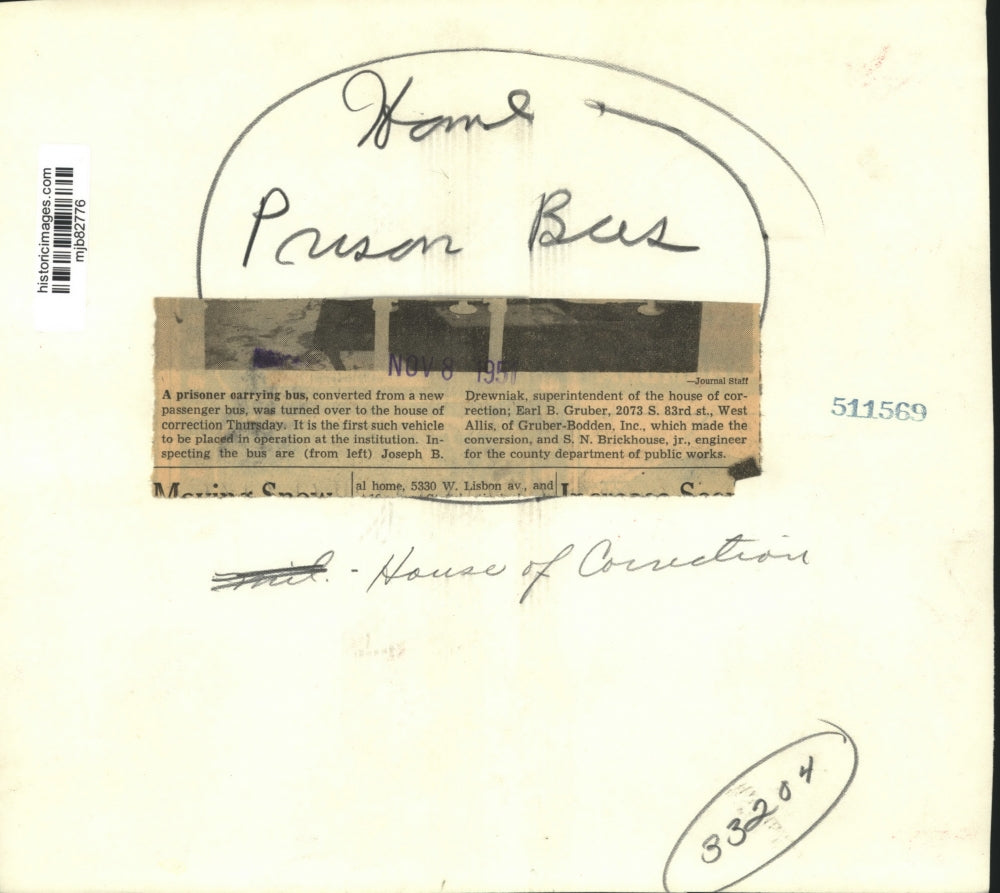 Home
Prison Bus
historicimages.com
mjb82776
NOV 8 1951
—Journal Staff
A prisoner carrying bus, converted from a new
passenger bus, was turned over to the house of
correction Thursday. It is the first such vehicle
to be placed in operation at the institution. In-
specting the bus are (from left) Joseph B.
Drewniak, superintendent of the house of cor-
rection; Earl B. Gruber, 2073 S. 83rd st., West
Allis, of Gruber-Bodden, Inc., which made the
conversion, and S. N. Brickhouse, jr., engineer
for the county department of public works.
511569
Moving Snow
al home, 5330 W. Lisbon av., and
Increase
- House of Correction
33204